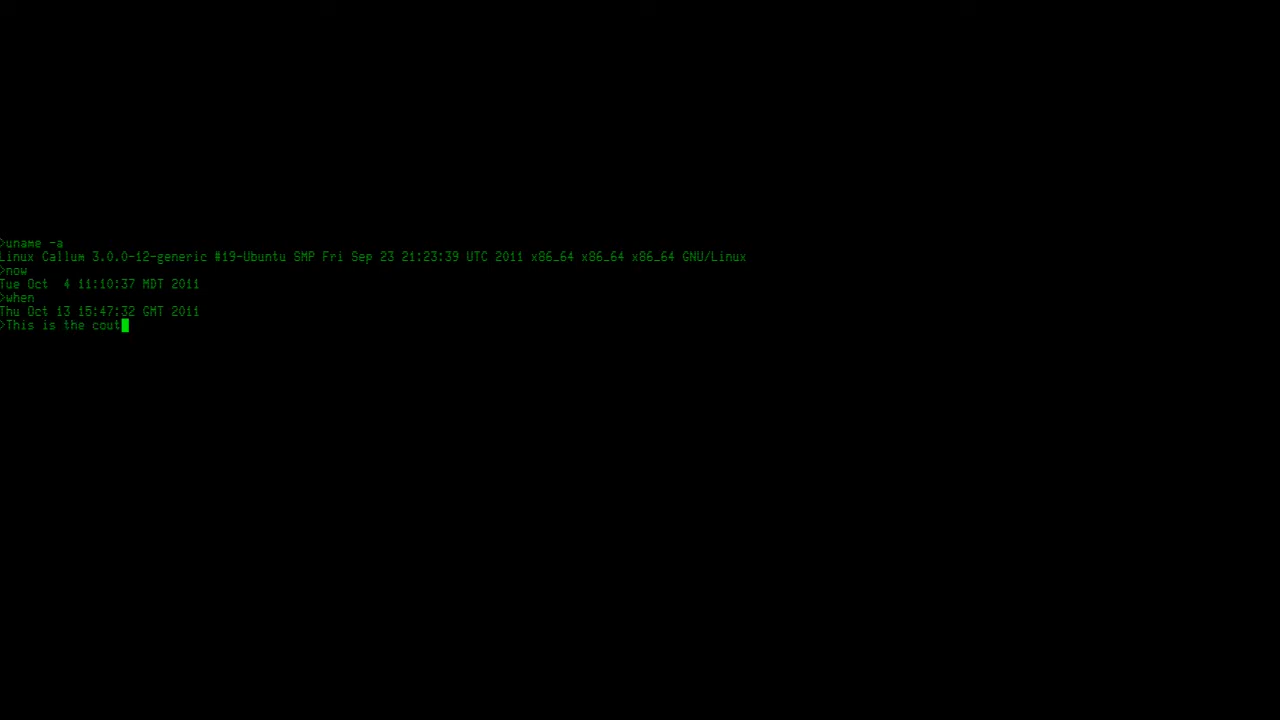 >uname -a
Linux Callum 3.0.0-12-generic #19-Ubuntu SMP Fri Sep 23 21:23:39 UTC 2011 x86_64 x86_64 x86_64 GNU/Linux
>now
Tue Oct  4 11:10:37 MDT 2011
>when
Thu Oct 13 15:47:32 GMT 2011
>This is the cout